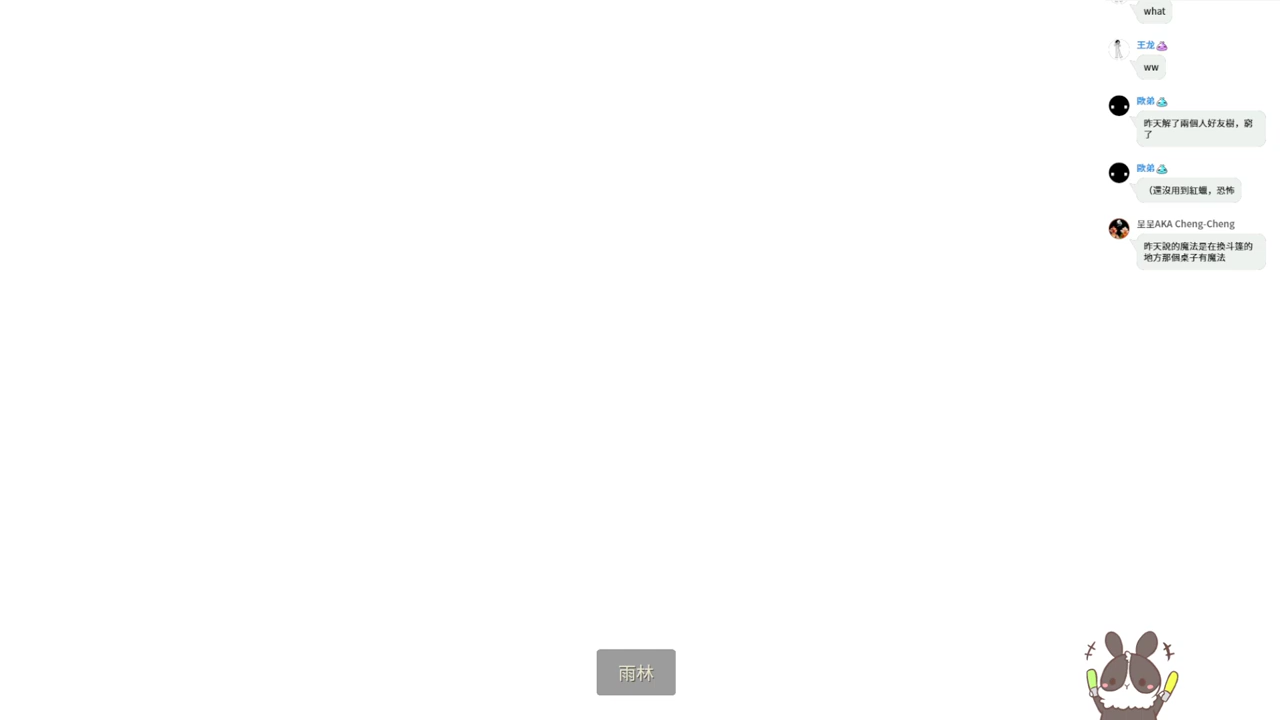 what
王龙
ww
歐弟
昨天解了兩個人好友樹，窮
了
歐弟
（還沒用到紅蠟，恐怖
呈呈AKA Cheng-Cheng
昨天說的魔法是在換斗篷的
地方那個桌子有魔法
雨林